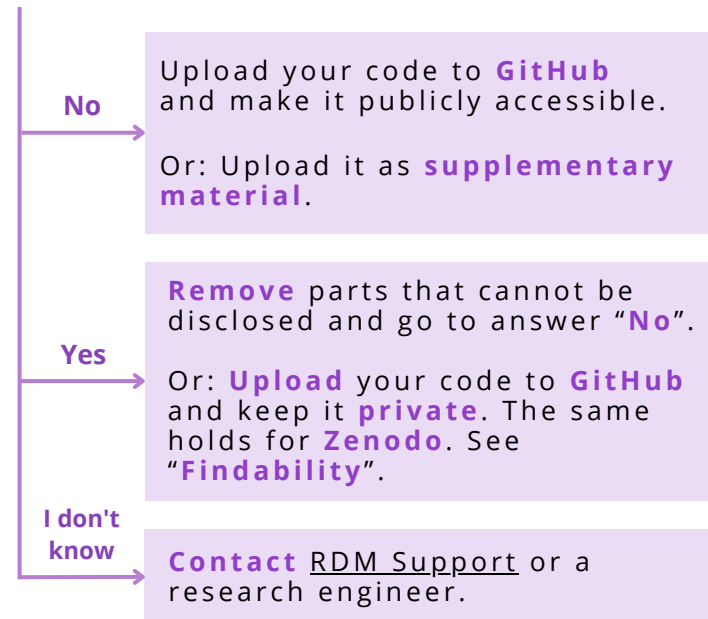 No
Upload your code to GitHub
and make it publicly accessible.
Or: Upload it as supplementary
material.
Yes
Remove parts that cannot be
disclosed and go to answer “No”.
Or: Upload your code to GitHub
and keep it private. The same
holds for Zenodo. See
“Findability”.
I don't
know
Contact RDM Support or a
research engineer.